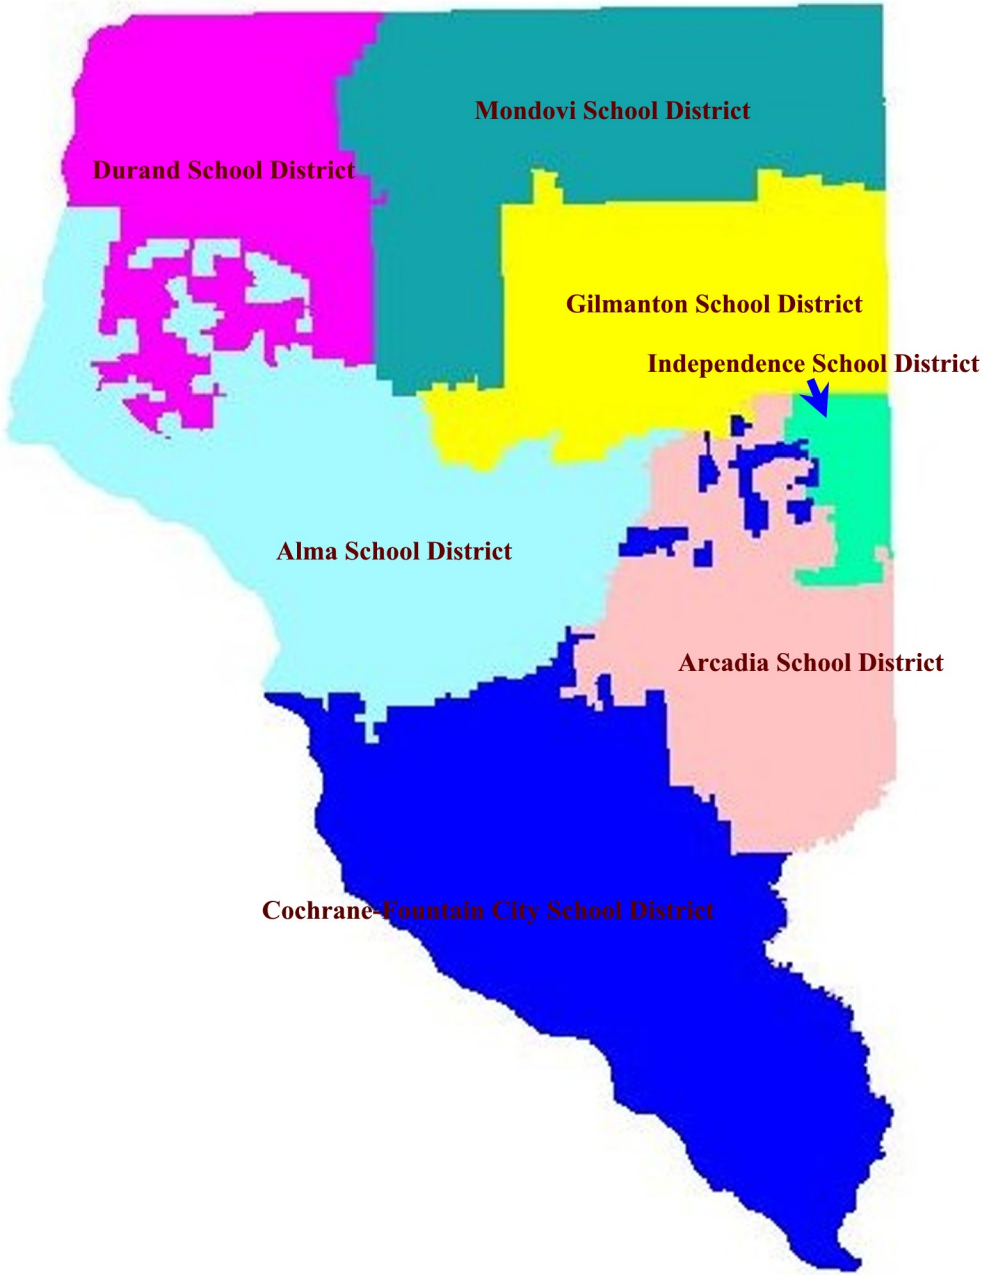 Mondovi School District
Durand School District
Gilmanton School District
Independence School District
Alma School District
Arcadia School District
Cochrane-Fountain City School District